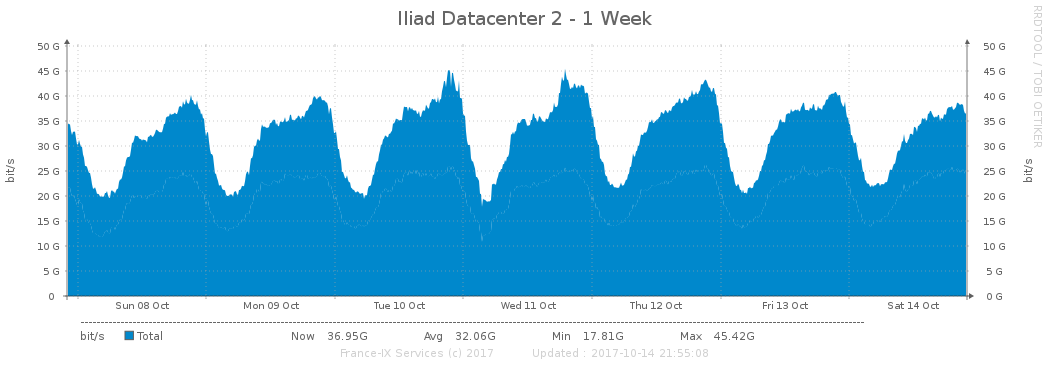 Iliad Datacenter 2 - 1 Week
RRDTOOL / TOBI OETIKER
50 G 50 G
45 G 45 G
40 G 40 G
35 G 35 G
30 G 30 G
25 G 25 G
20 G 20 G
15 G 15 G
10 G 10 G
5 G 5 G
0 0 G
bit/s bit/s
Sun 08 Oct Mon 09 Oct Tue 10 Oct Wed 11 Oct Thu 12 Oct Fri 13 Oct Sat 14 Oct
bit/s Total Now 36.95G Avg 32.06G Min 17.81G Max 45.42G
France-IX Services (c) 2017 Updated : 2017-10-14 21:55:08